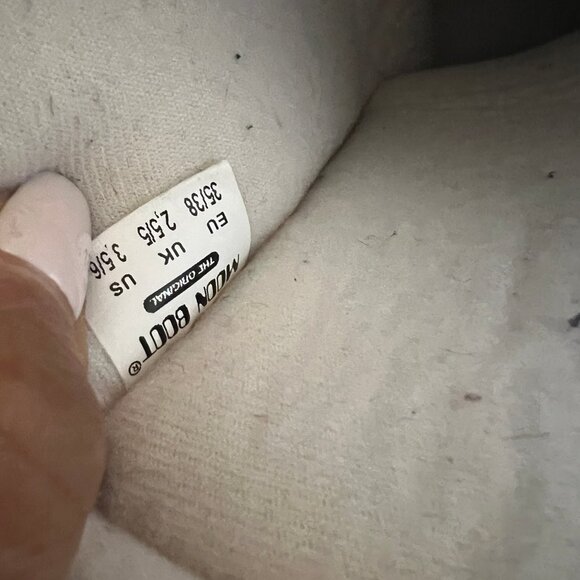 MOON BOOT®
THE ORIGINAL
EU UK US
35/38 2,5/5 3,5/6